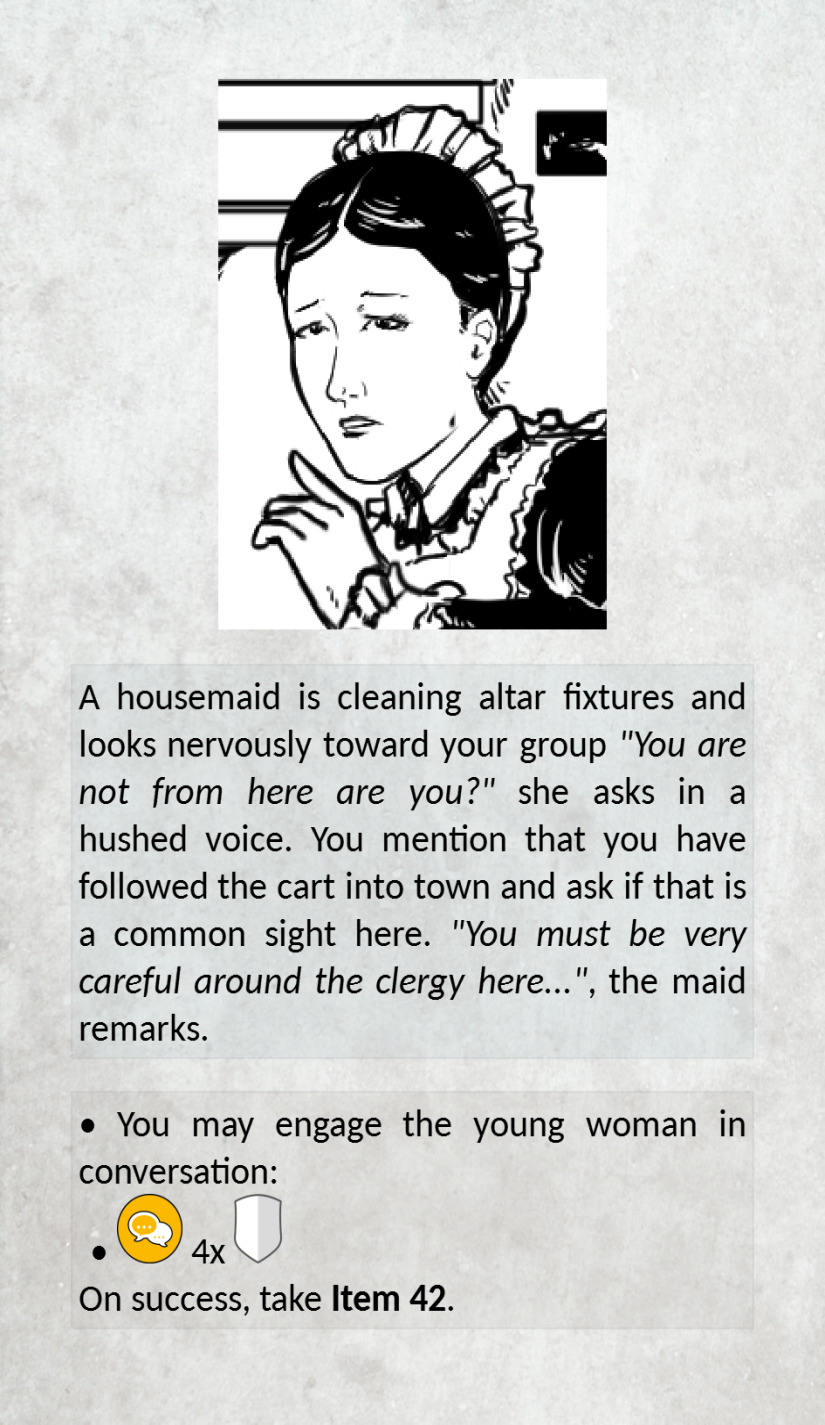 A housemaid is cleaning altar fixtures and
looks nervously toward your group "You are
not from here are you?" she asks in a
hushed voice. You mention that you have
followed the cart into town and ask if that is
a common sight here. "You must be very
careful around the clergy here...", the maid
remarks.
• You may engage the young woman in
conversation:
• 4x
On success, take Item 42.